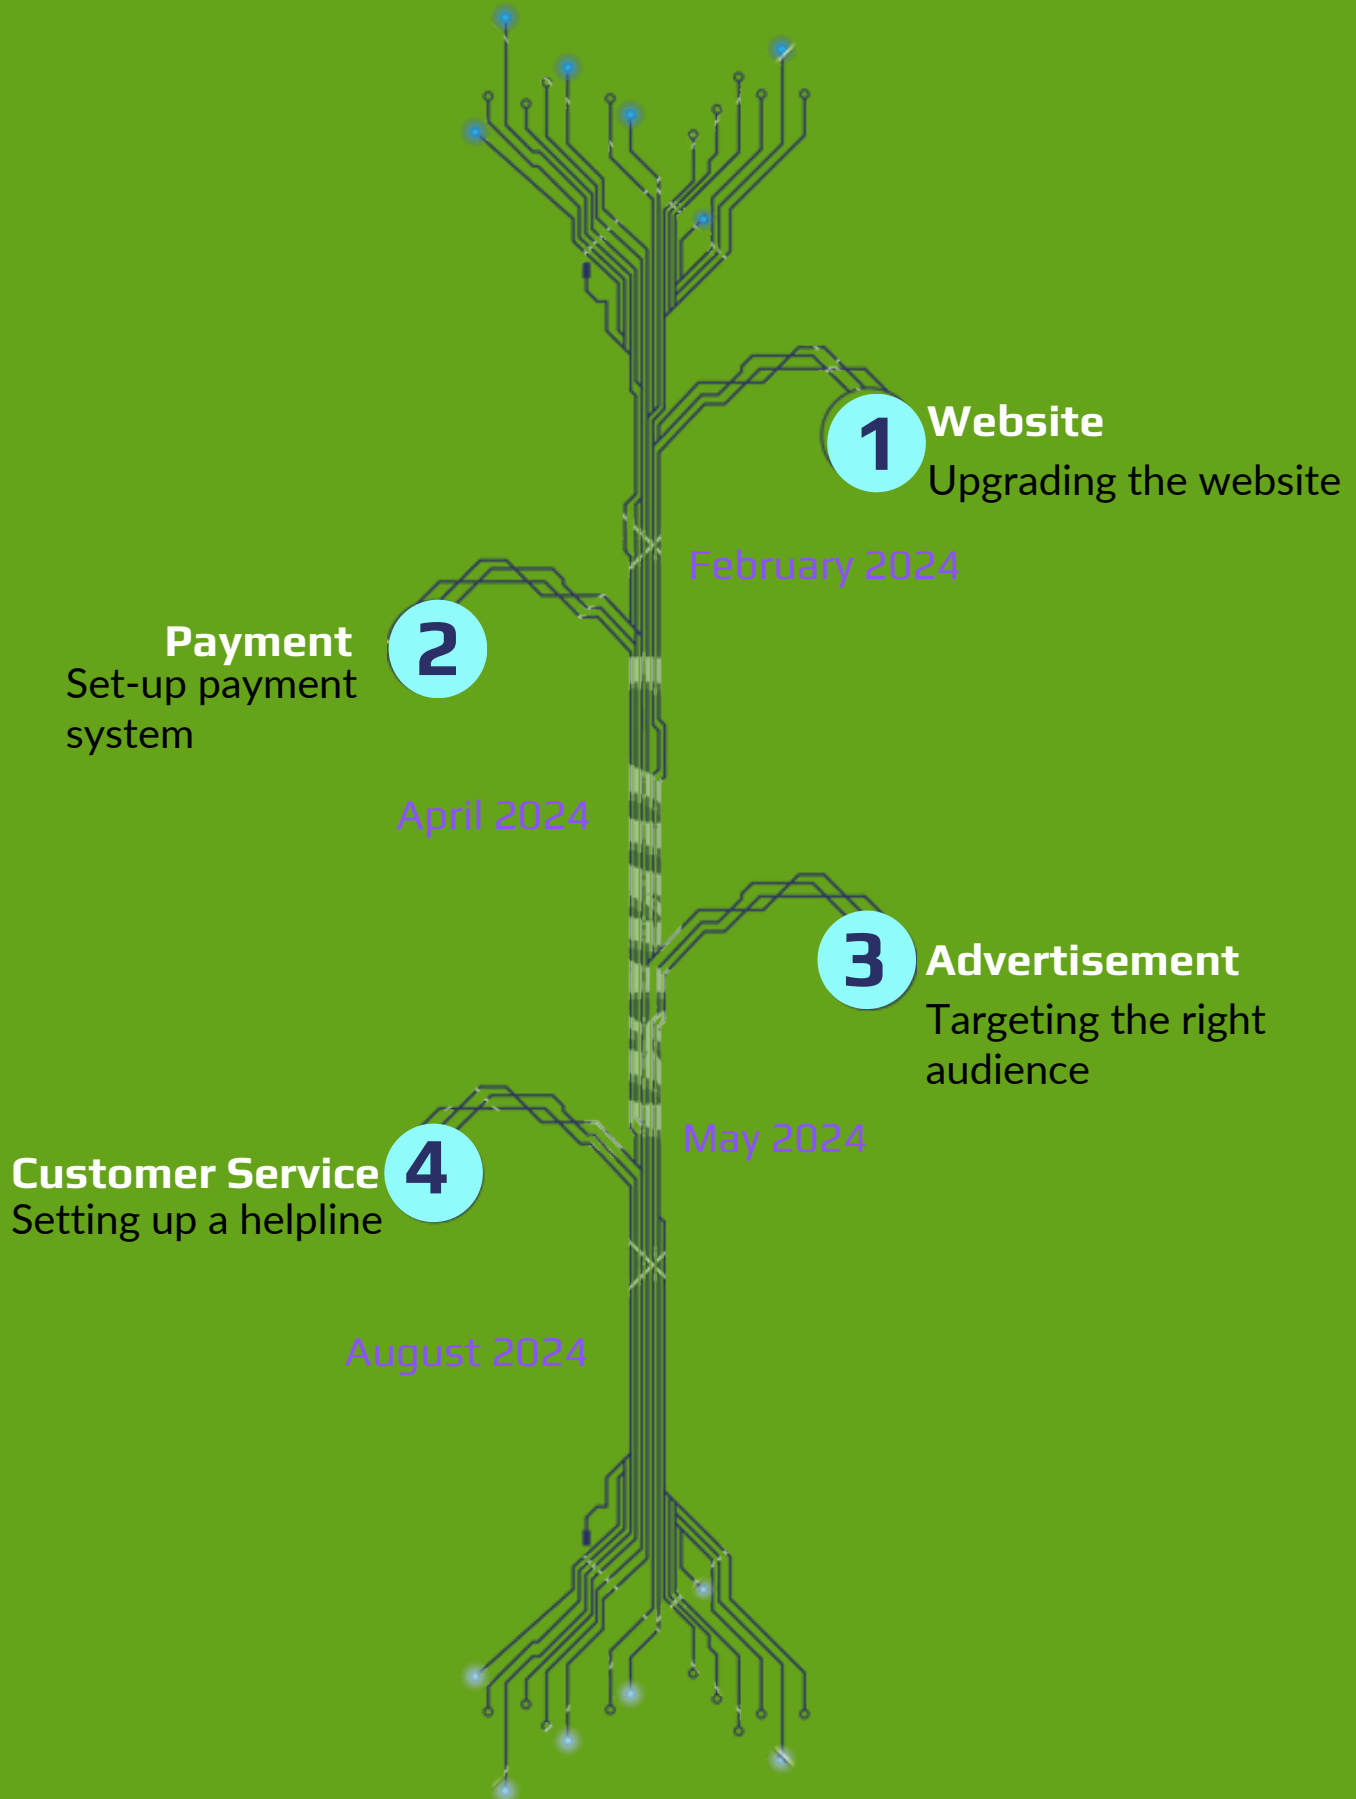 1
Website
Upgrading the website
February 2024
2
Payment
Set-up payment
system
April 2024
3
Advertisement
Targeting the right
audience
May 2024
4
Customer Service
Setting up a helpline
August 2024